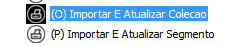 (O) Importar E Atualizar Colecao
(P) Importar E Atualizar Segmento